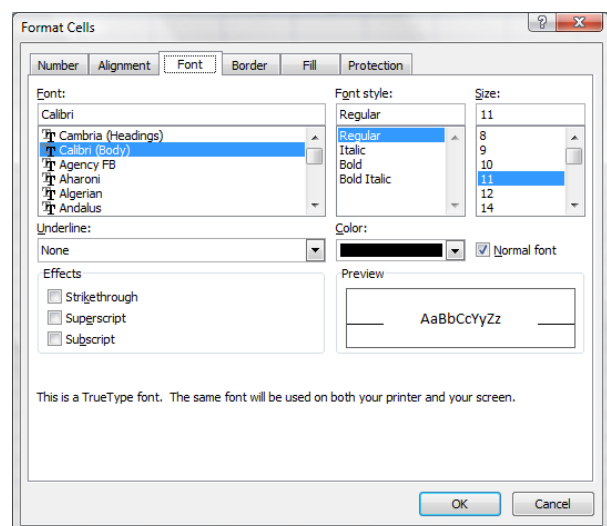 Format Cells
Number Alignment Font Border Fill Protection
Font: Font style: Size:
Calibri Regular 11
Cambria (Headings) Regular 8
Calibri (Body) Italic 9
Agency FB Bold 10
Aharoni Bold Italic 11
Algerian 12
Andalus 14
Underline: Color:
None Normal font
Effects Preview
Strikethrough
Superscript AaBbCcYyZz
Subscript
This is a TrueType font. The same font will be used on both your printer and your screen.
OK Cancel